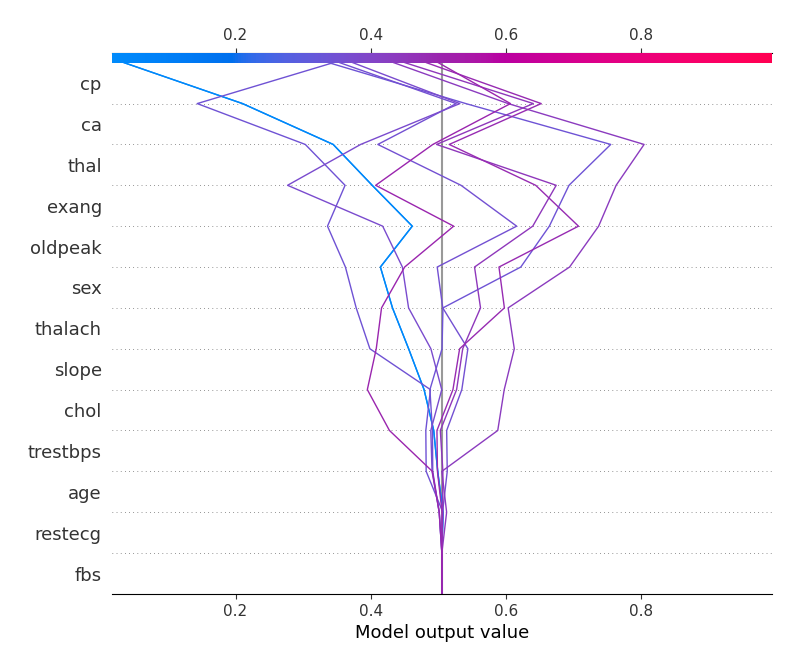 0.2 0.4 0.6 0.8
cp
ca
thal
exang
oldpeak
sex
thalach
slope
chol
trestbps
age
restecg
fbs
0.2 0.4 0.6 0.8
Model output value